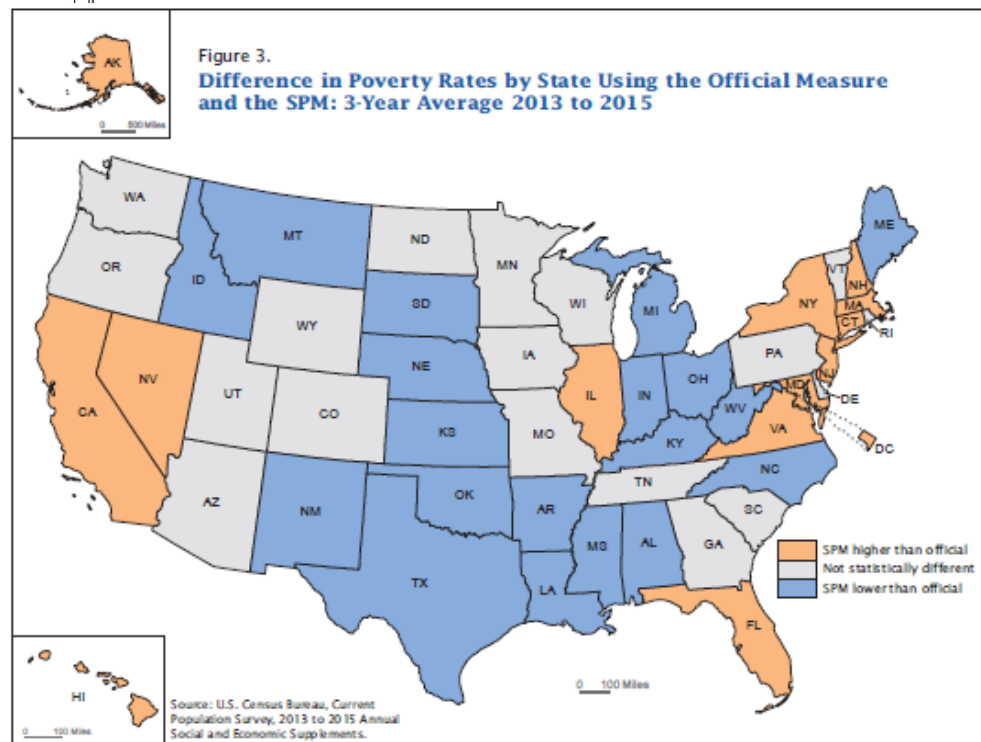 AK
0 500 Miles
Figure 3.
Difference in Poverty Rates by State Using the Official Measure
and the SPM: 3-Year Average 2013 to 2015
WA
MT
ND
MN
ME
OR
ID
SD
WI
MI
VT
NH
NY
MA
CT
RI
WY
IA
PA
NE
NJ
NV
UT
CO
IL
IN
OH
MD
DE
CA
WV
VA
DC
KS
MO
KY
NC
TN
AZ
NM
OK
AR
SC
MS
AL
GA
TX
LA
FL
SPM higher than official
Not statistically different
SPM lower than official
0 100 Miles
HI
0 100 Miles
Source: U.S. Census Bureau, Current
Population Survey, 2013 to 2015 Annual
Social and Economic Supplements.